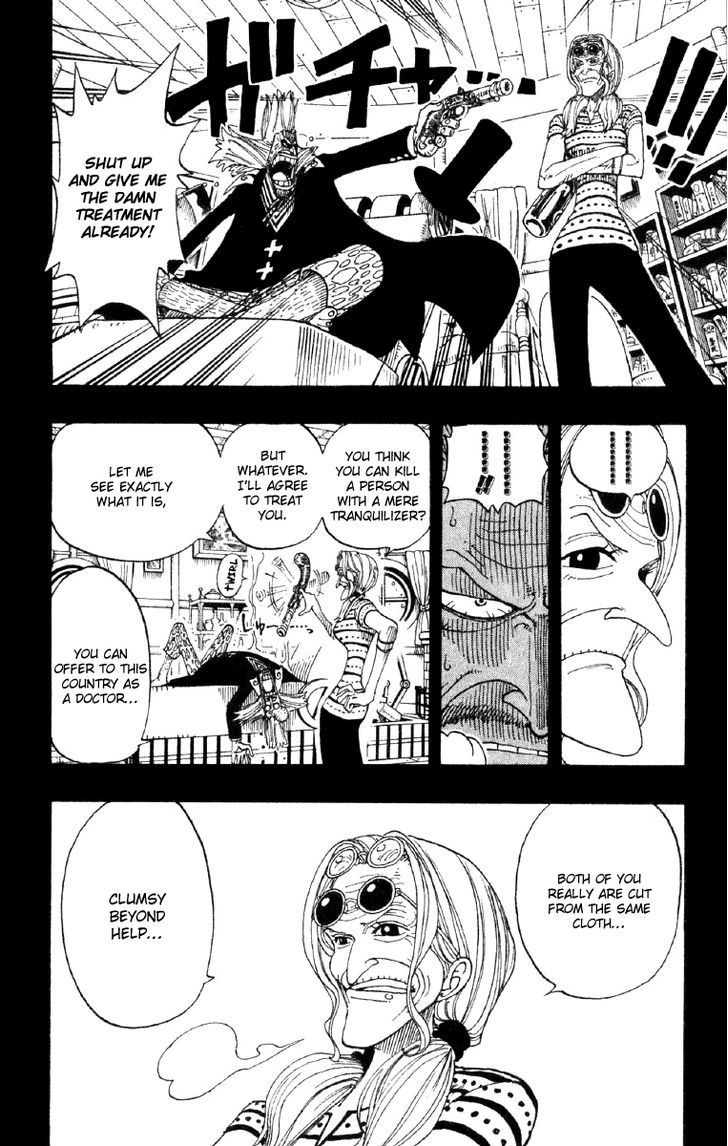 ガチャ…
!!
SHUT UP
AND GIVE ME
THE DAMN
TREATMENT
ALREADY!
YOU THINK
YOU CAN KILL
A PERSON
WITH A MERE
TRANQUILIZER?
BUT
WHATEVER.
I'LL AGREE
TO TREAT
YOU.
LET ME
SEE EXACTLY
WHAT IT IS,
TWIRL
YOU CAN
OFFER TO THIS
COUNTRY AS
A DOCTOR...
BOTH OF YOU
REALLY ARE CUT
FROM THE SAME
CLOTH...
CLUMSY
BEYOND
HELP...